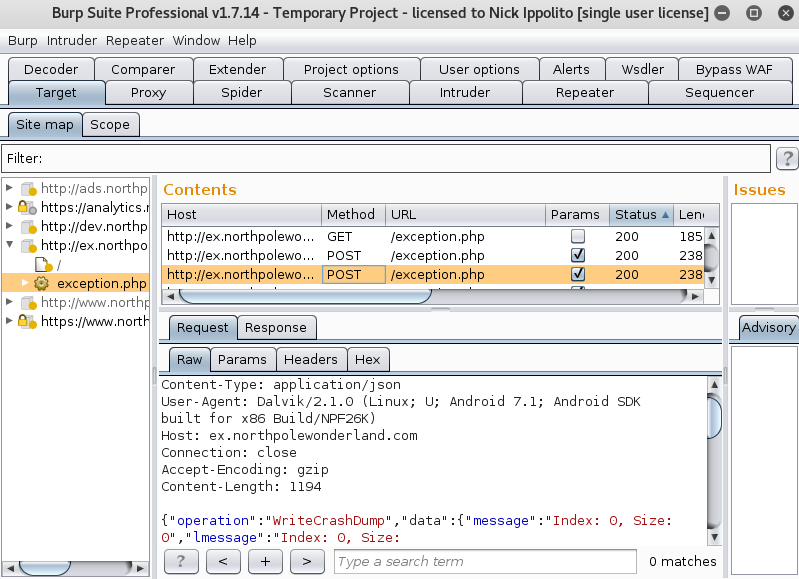 Burp Suite Professional v1.7.14 - Temporary Project - licensed to Nick Ippolito [single user license]
Burp Intruder Repeater Window Help
Decoder Comparer Extender Project options User options Alerts Wsdler Bypass WAF
Target Proxy Spider Scanner Intruder Repeater Sequencer
Site map Scope
Filter:
?
http://ads.northp
https://analytics.r
http://dev.northpo
http://ex.northpo
/
exception.php
http://www.northp
https://www.north
Contents
Host Method URL Params Status Leng
http://ex.northpolewo... GET /exception.php 200 185
http://ex.northpolewo... POST /exception.php 200 238
http://ex.northpolewo... POST /exception.php 200 238
Issues
Request Response
Advisory
Raw Params Headers Hex
Content-Type: application/json
User-Agent: Dalvik/2.1.0 (Linux; U; Android 7.1; Android SDK
built for x86 Build/NPF26K)
Host: ex.northpolewonderland.com
Connection: close
Accept-Encoding: gzip
Content-Length: 1194
{"operation":"WriteCrashDump","data":{"message":"Index: 0, Size:
0","lmessage":"Index: 0, Size:
? < + > Type a search term 0 matches